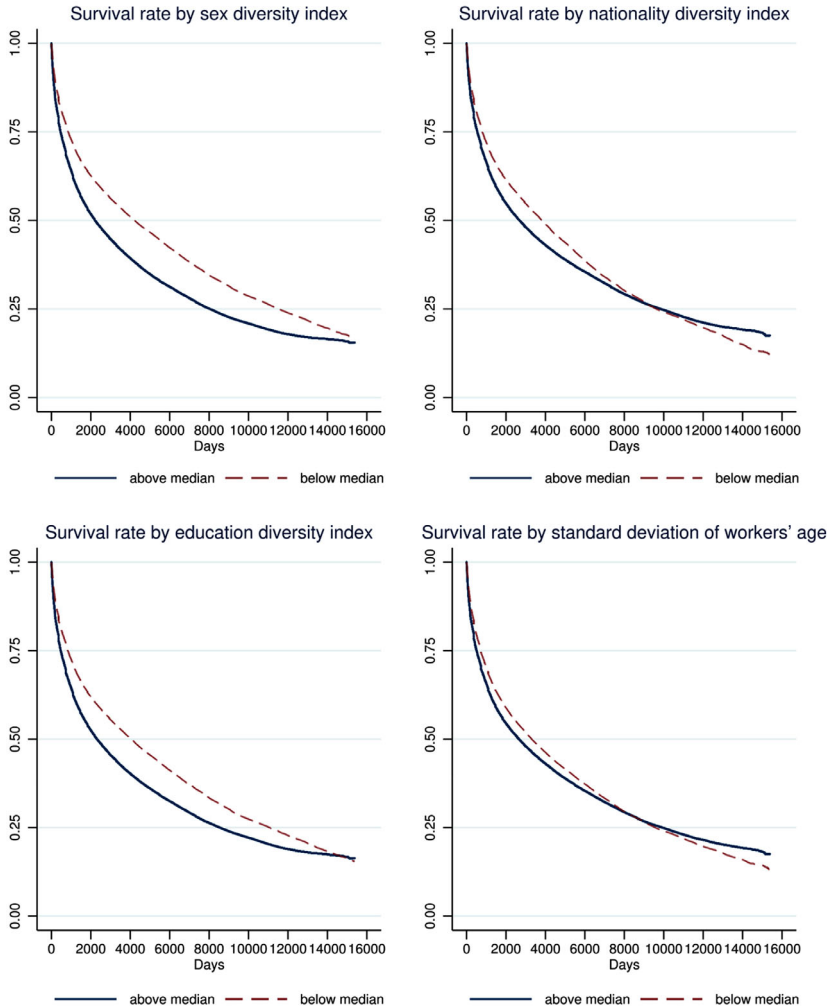 Survival rate by sex diversity index
1.00
0.75
0.50
0.25
0.00
0 2000 4000 6000 8000 10000 12000 14000 16000
Days
above median below median
Survival rate by nationality diversity index
1.00
0.75
0.50
0.25
0.00
0 2000 4000 6000 8000 10000 12000 14000 16000
Days
above median below median
Survival rate by education diversity index
1.00
0.75
0.50
0.25
0.00
0 2000 4000 6000 8000 10000 12000 14000 16000
Days
above median below median
Survival rate by standard deviation of workers’ age
1.00
0.75
0.50
0.25
0.00
0 2000 4000 6000 8000 10000 12000 14000 16000
Days
above median below median